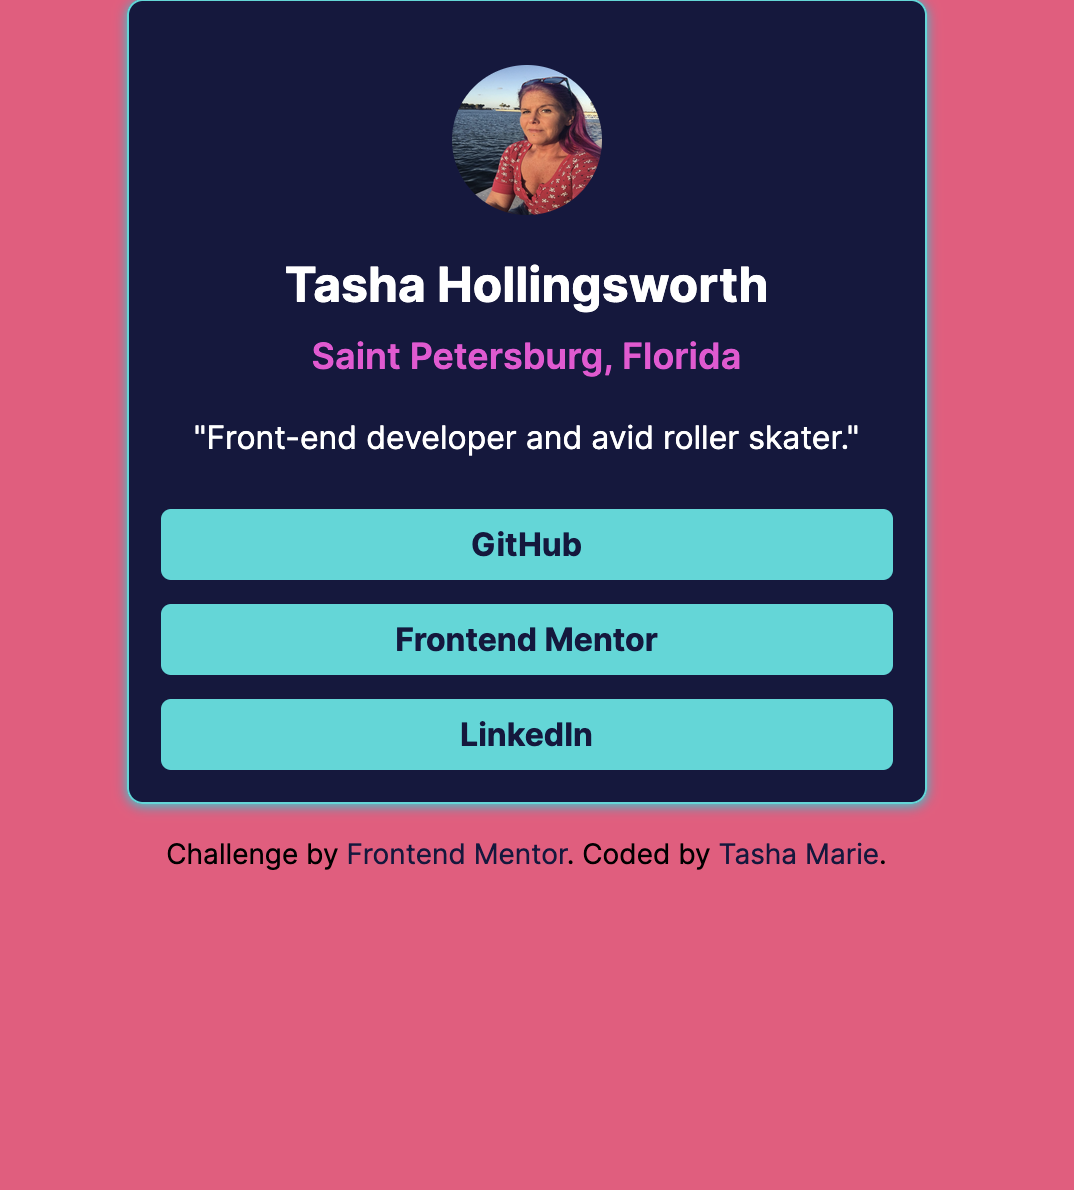 Tasha Hollingsworth
Saint Petersburg, Florida
"Front-end developer and avid roller skater."
GitHub
Frontend Mentor
LinkedIn
Challenge by Frontend Mentor. Coded by Tasha Marie.